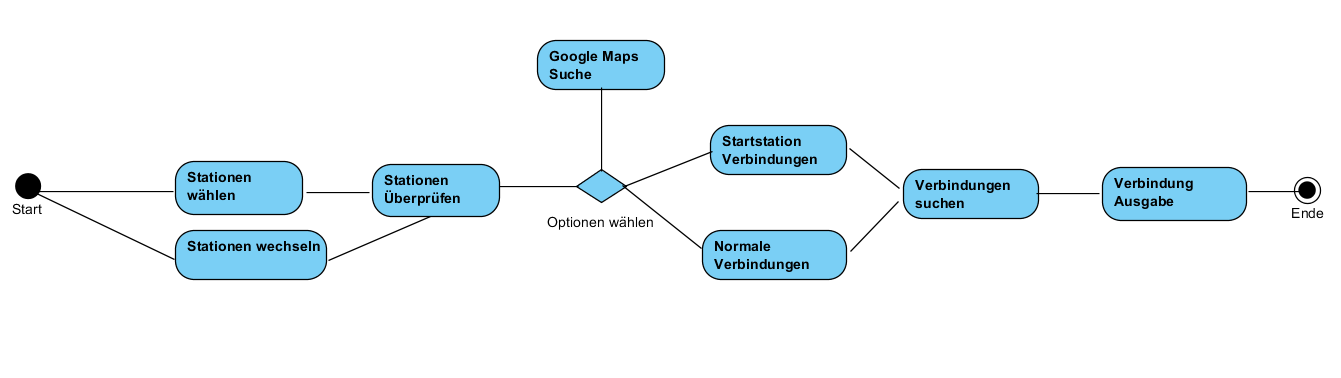 Google Maps
Suche
Startstation
Verbindungen
Stationen
wählen
Stationen
Überprüfen
Verbindungen
suchen
Verbindung
Ausgabe
Start
Ende
Optionen wählen
Stationen wechseln
Normale
Verbindungen